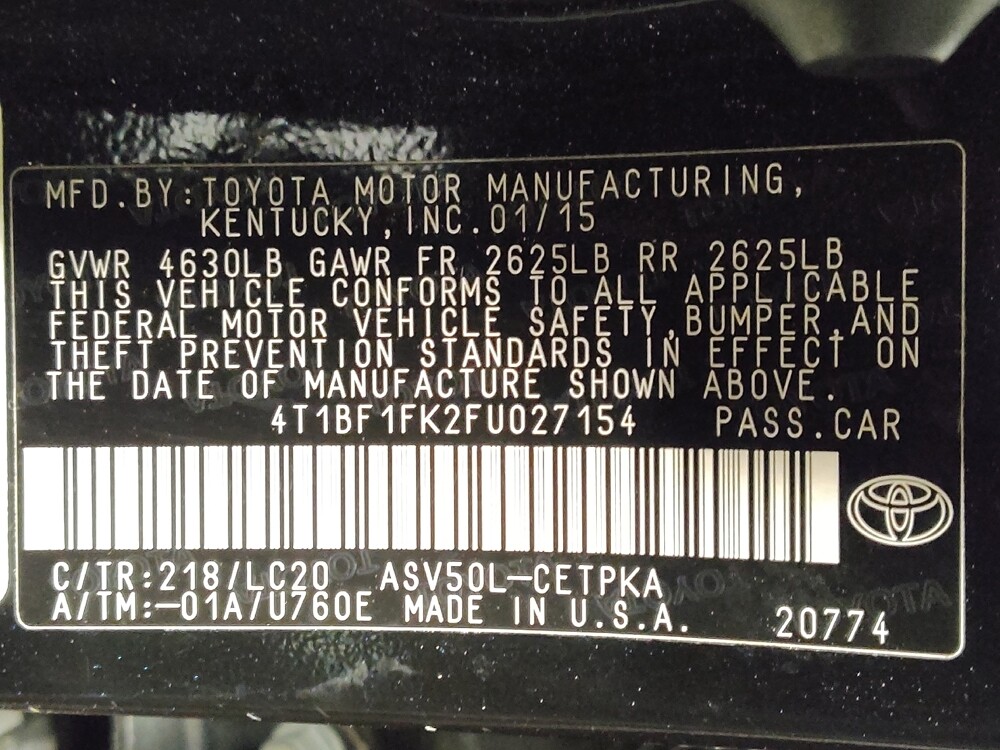 MFD.BY:TOYOTA MOTOR MANUFACTURING,
KENTUCKY,INC.01/15
GVWR 4630LB GAWR FR 2625LB RR 2625LB
THIS VEHICLE CONFORMS TO ALL APPLICABLE
FEDERAL MOTOR VEHICLE SAFETY,BUMPER,AND
THEFT PREVENTION STANDARDS IN EFFECT ON
THE DATE OF MANUFACTURE SHOWN ABOVE.
4T1BF1FK2FU027154 PASS.CAR
C/TR:218/LC20 ASV50L-CETPKA
A/TM:-01A/U760E MADE IN U.S.A. 20774